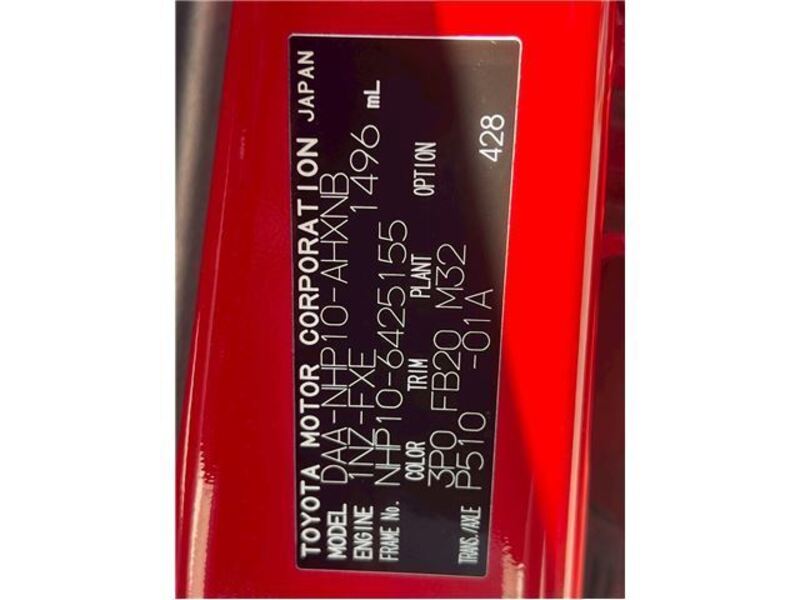 TOYOTA MOTOR CORPORATION JAPAN
MODEL DAA-NHP10-AHXNB
ENGINE 1NZ-FXE 1496 mL
FRAME No. NHP10-6425155
COLOR TRIM PLANT OPTION
3P0 FB20 M32
TRANS./AXLE P510 -01A 428